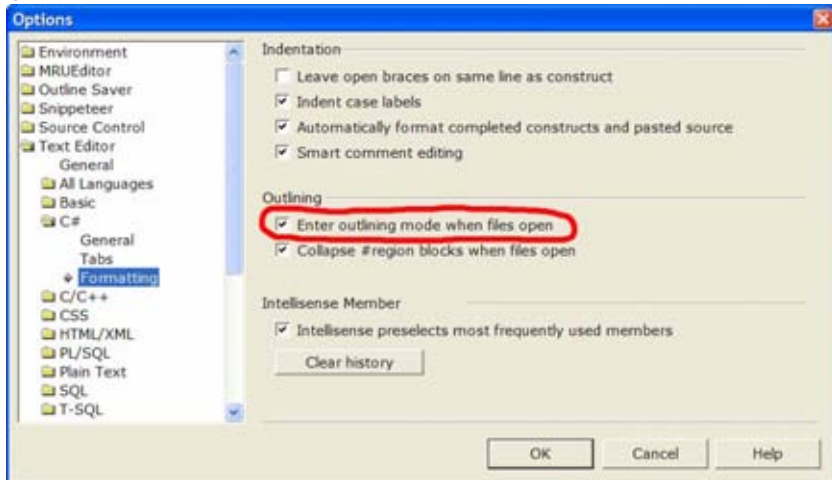 Options
Environment
MRUEditor
Outline Saver
Snippeteer
Source Control
Text Editor
General
All Languages
Basic
C#
General
Tabs
Formatting
C/C++
CSS
HTML/XML
PL/SQL
Plain Text
SQL
T-SQL
Indentation
Leave open braces on same line as construct
Indent case labels
Automatically format completed constructs and pasted source
Smart comment editing
Outlining
Enter outlining mode when files open
Collapse #region blocks when files open
Intellisense Member
Intellisense preselects most frequently used members
Clear history
OK
Cancel
Help